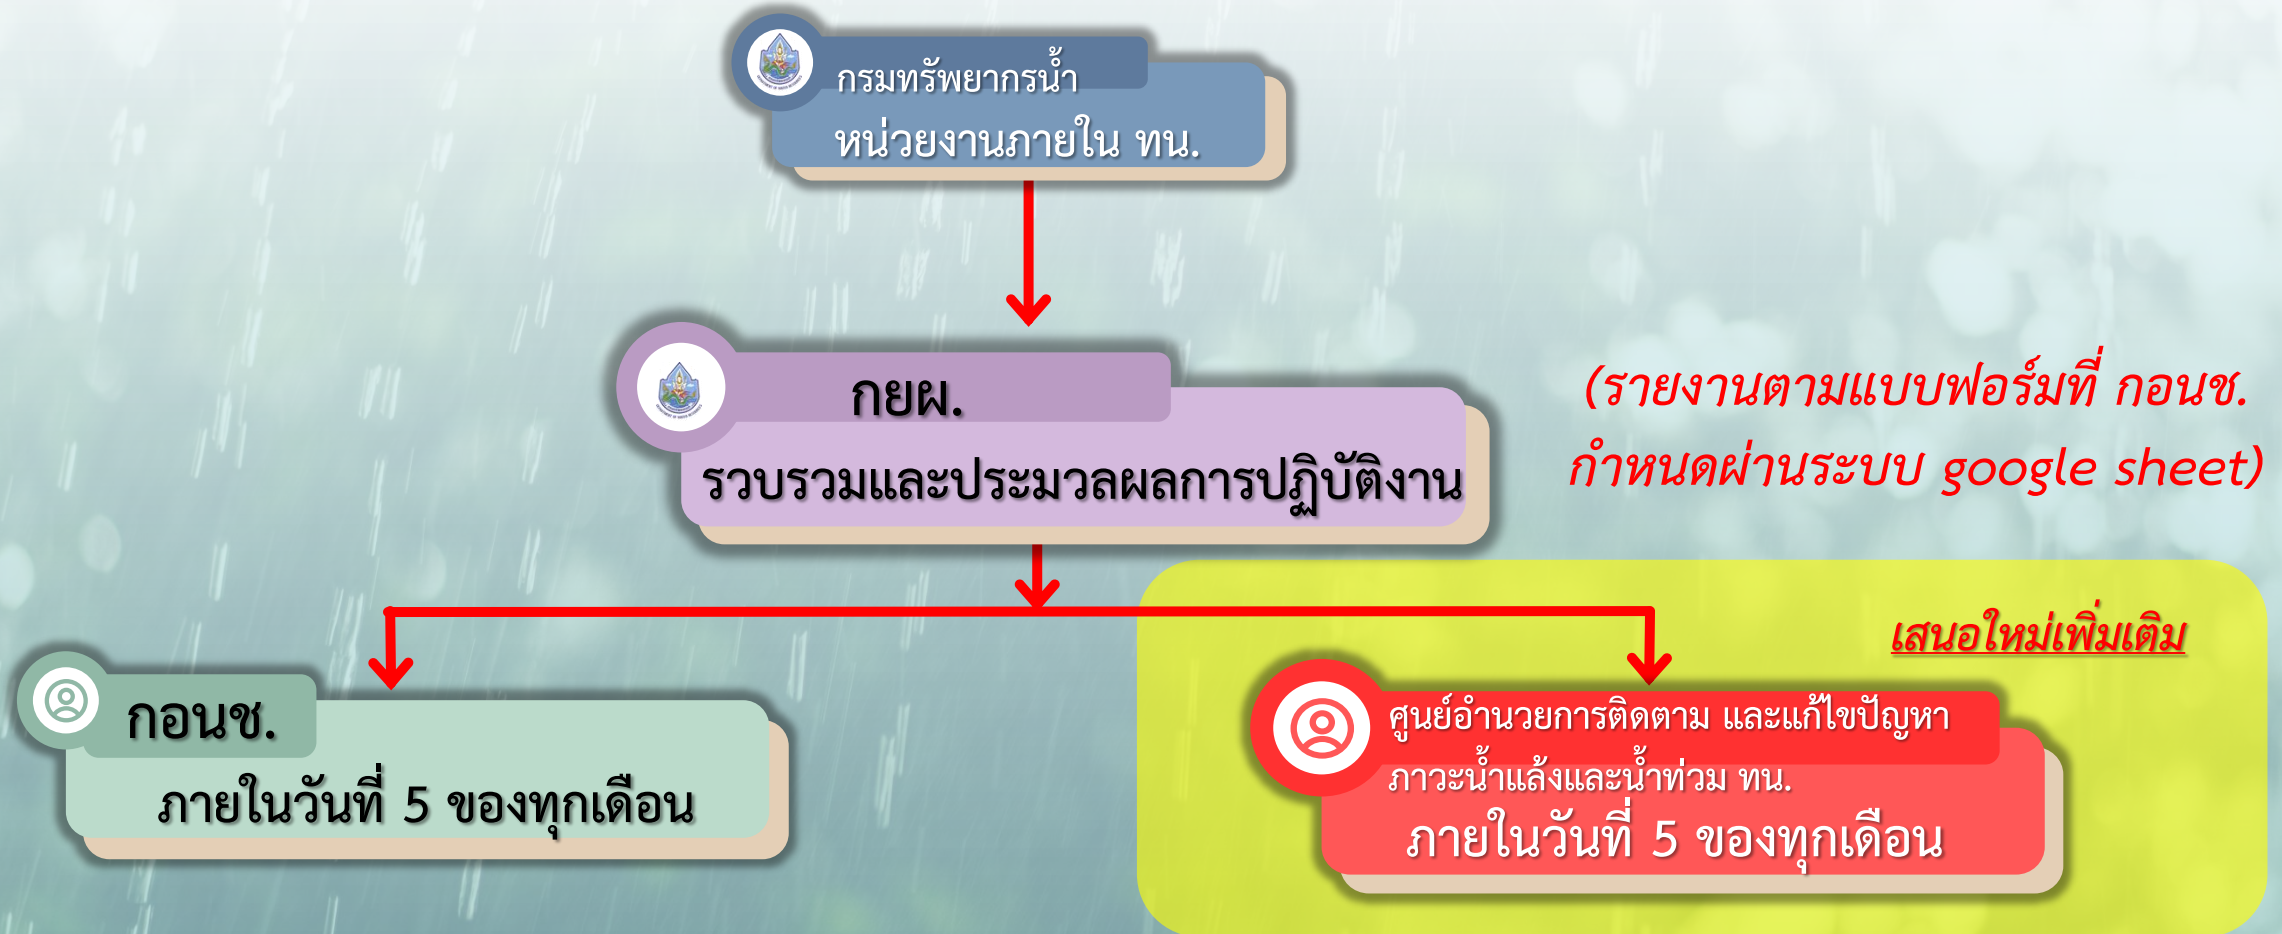 กรมทรัพยากรน้ำ
หน่วยงานภายใน ทน.
กยผ.
รวบรวมและประมวลผลการปฏิบัติงาน
(รายงานตามแบบฟอร์มที่ กอนช.
กำหนดผ่านระบบ google sheet)
เสนอใหม่เพิ่มเติม
กอนช.
ภายในวันที่ 5 ของทุกเดือน
ศูนย์อำนวยการติดตาม และแก้ไขปัญหา
ภาวะน้ำแล้งและน้ำท่วม ทน.
ภายในวันที่ 5 ของทุกเดือน